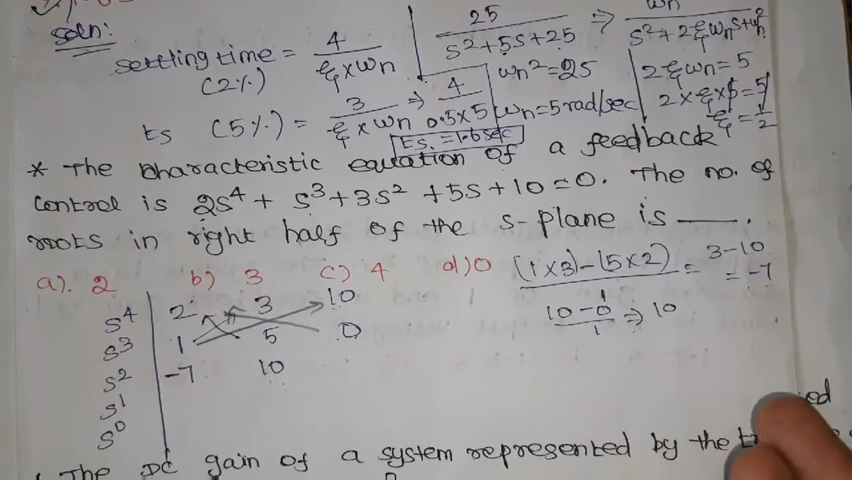 Soln:
settling time = 4 / ξ × ωn
(2%)
ts (5%) = 3 / ξ × ωn ⇒ 4 / 0.5 × 5
ts = 1.6 sec
25 / s² + 5s + 25 ⇒ ωn² / s² + 2ξωn s + ωn²
ωn² = 25
ωn = 5 rad/sec
2ξωn = 5
2 × ξ × 5 = 5
ξ = 1/2
* The characteristic equation of a feedback
control is 2s⁴ + s³ + 3s² + 5s + 10 = 0. The no. of
roots in right half of the s-plane is ——.
a). 2 b) 3 c) 4 d) 0
s⁴ 2 3 10
s³ 1 5 0
s² -7 10
s¹
s⁰
(1×3) - (5×2) / 1 = 3-10
= -7
10 - 0 / 1 ⇒ 10
The DC gain of a system represented by the